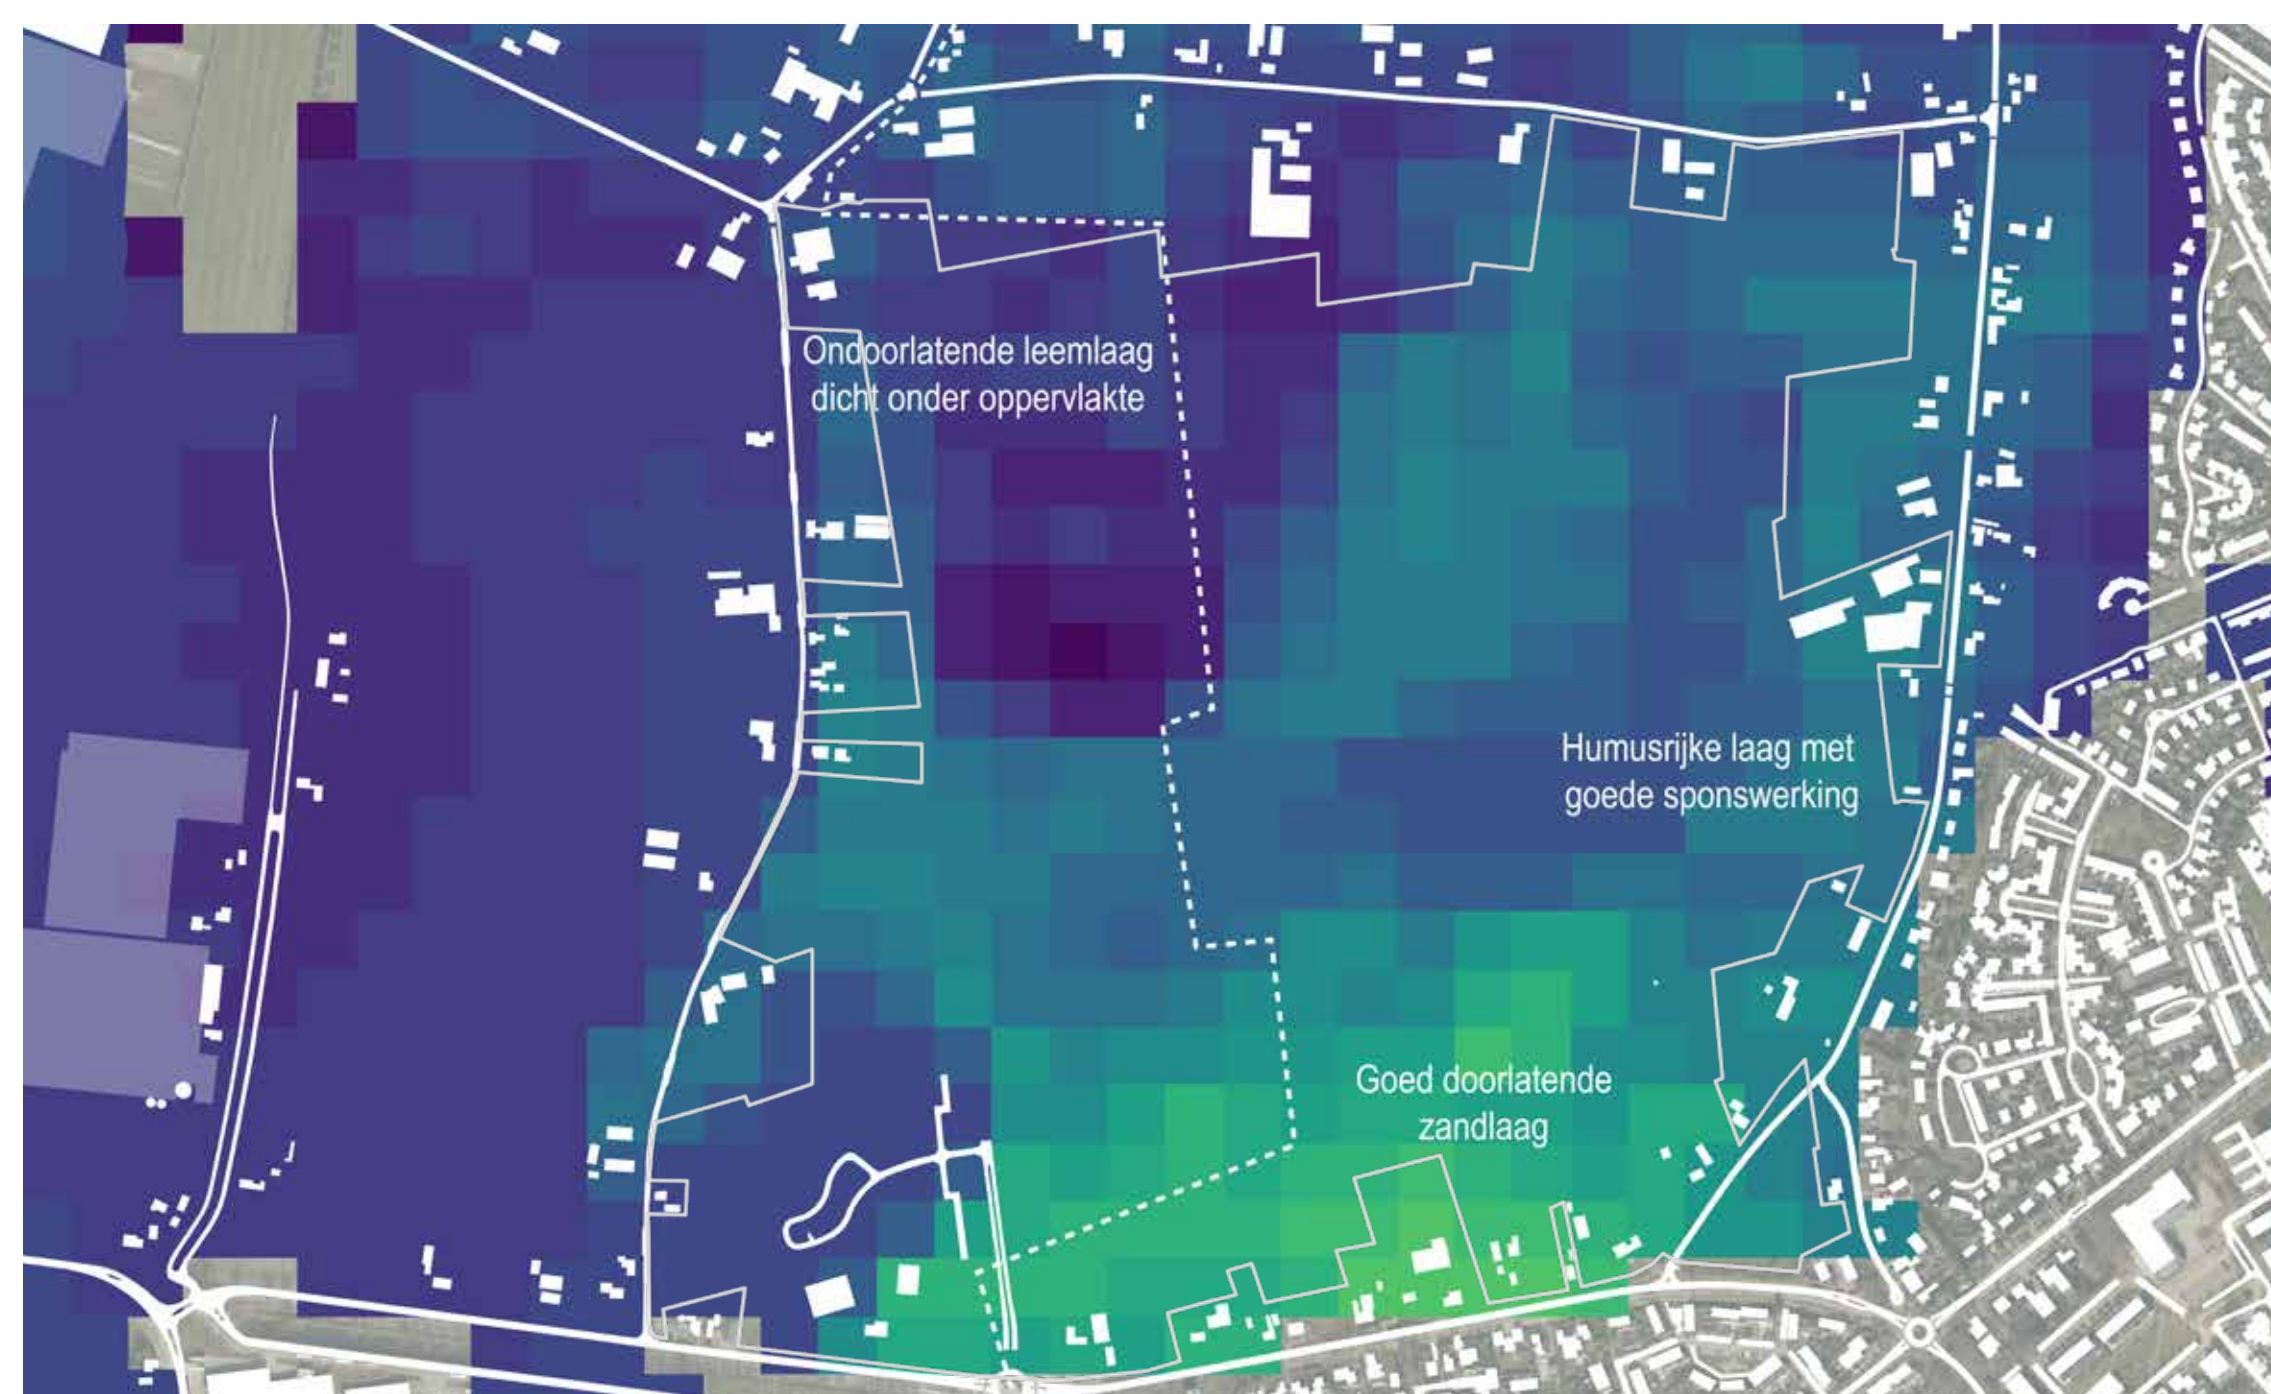 Ondoorlatende leemlaag
dicht onder oppervlakte
Humusrijke laag met
goede sponswerking
Goed doorlatende
zandlaag